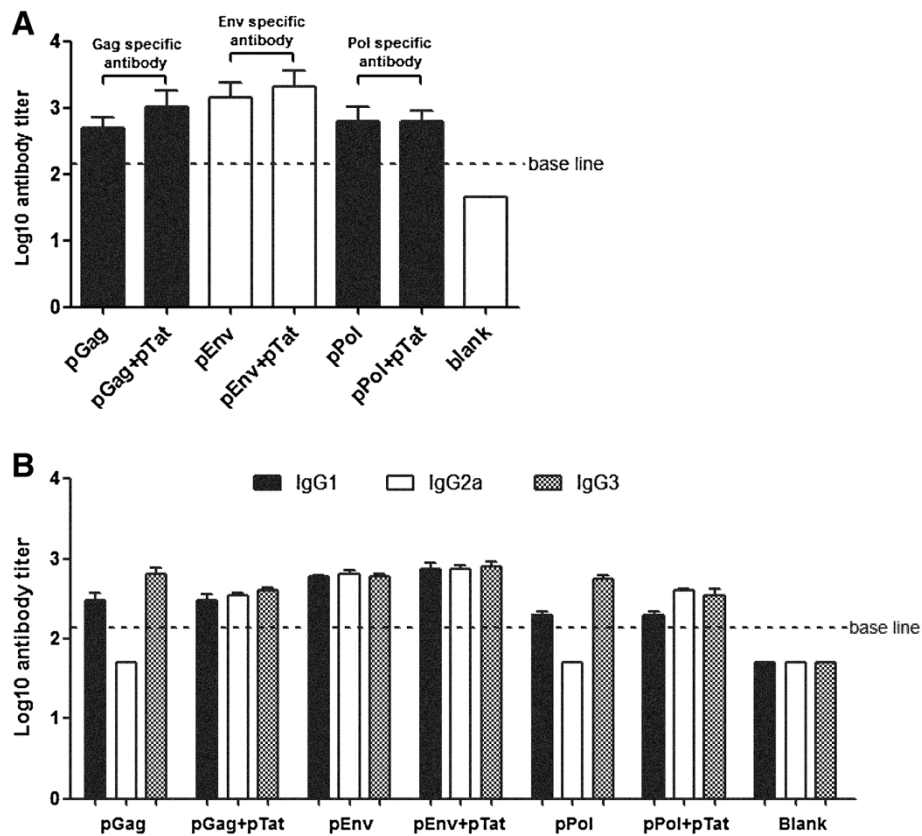 A
Gag specific
antibody
Env specific
antibody
Pol specific
antibody
Log10 antibody titer
4
3
2
1
0
base line
pGag
pGag+pTat
pEnv
pEnv+pTat
pPol
pPol+pTat
blank
B
IgG1
IgG2a
IgG3
Log10 antibody titer
4
3
2
1
0
base line
pGag
pGag+pTat
pEnv
pEnv+pTat
pPol
pPol+pTat
Blank